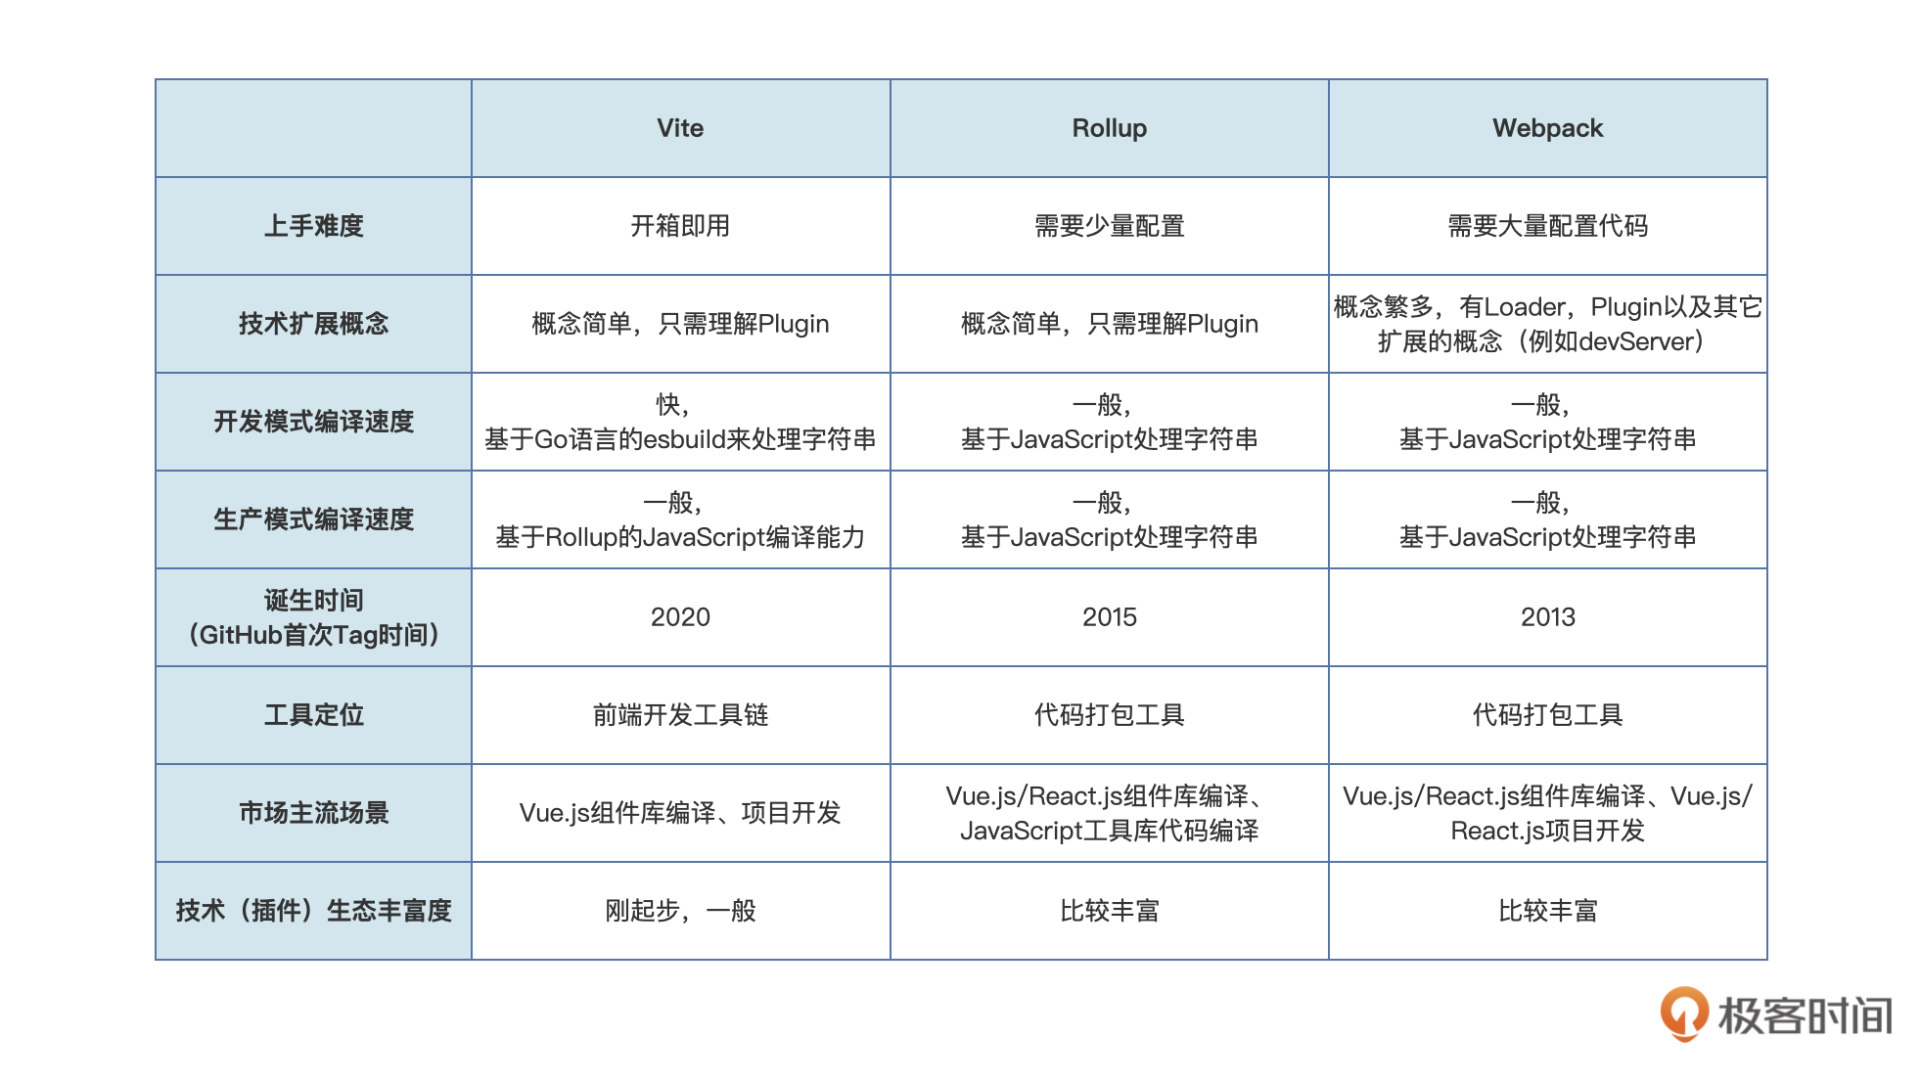 Vite
Rollup
Webpack
上手难度
开箱即用
需要少量配置
需要大量配置代码
技术扩展概念
概念简单，只需理解Plugin
概念简单，只需理解Plugin
概念繁多，有Loader，Plugin以及其它
扩展的概念（例如devServer）
开发模式编译速度
快，
基于Go语言的esbuild来处理字符串
一般，
基于JavaScript处理字符串
一般，
基于JavaScript处理字符串
生产模式编译速度
一般，
基于Rollup的JavaScript编译能力
一般，
基于JavaScript处理字符串
一般，
基于JavaScript处理字符串
诞生时间
（GitHub首次Tag时间）
2020
2015
2013
工具定位
前端开发工具链
代码打包工具
代码打包工具
市场主流场景
Vue.js组件库编译、项目开发
Vue.js/React.js组件库编译、
JavaScript工具库代码编译
Vue.js/React.js组件库编译、Vue.js/
React.js项目开发
技术（插件）生态丰富度
刚起步，一般
比较丰富
比较丰富
极客时间